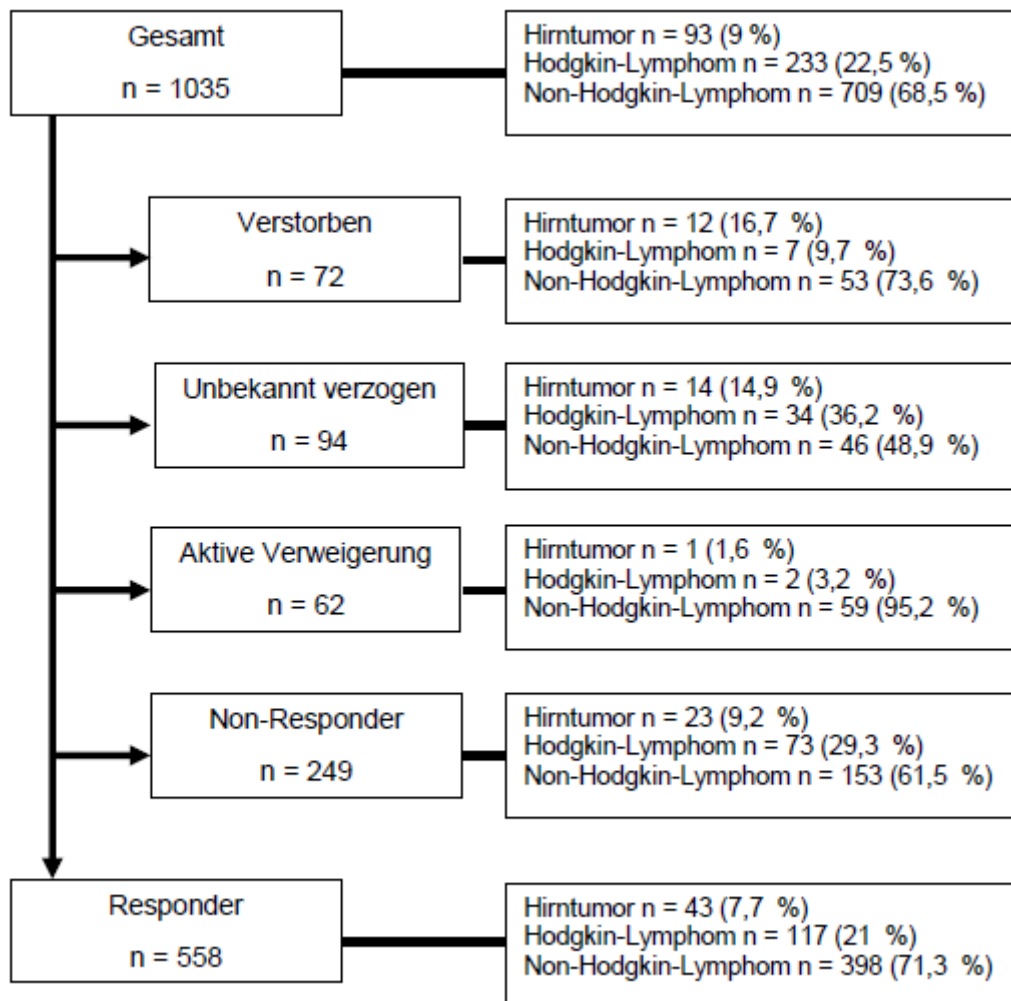 Gesamt
n = 1035
Hirntumor n = 93 (9 %)
Hodgkin-Lymphom n = 233 (22,5 %)
Non-Hodgkin-Lymphom n = 709 (68,5 %)
Verstorben
n = 72
Hirntumor n = 12 (16,7 %)
Hodgkin-Lymphom n = 7 (9,7 %)
Non-Hodgkin-Lymphom n = 53 (73,6 %)
Unbekannt verzogen
n = 94
Hirntumor n = 14 (14,9 %)
Hodgkin-Lymphom n = 34 (36,2 %)
Non-Hodgkin-Lymphom n = 46 (48,9 %)
Aktive Verweigerung
n = 62
Hirntumor n = 1 (1,6 %)
Hodgkin-Lymphom n = 2 (3,2 %)
Non-Hodgkin-Lymphom n = 59 (95,2 %)
Non-Responder
n = 249
Hirntumor n = 23 (9,2 %)
Hodgkin-Lymphom n = 73 (29,3 %)
Non-Hodgkin-Lymphom n = 153 (61,5 %)
Responder
n = 558
Hirntumor n = 43 (7,7 %)
Hodgkin-Lymphom n = 117 (21 %)
Non-Hodgkin-Lymphom n = 398 (71,3 %)